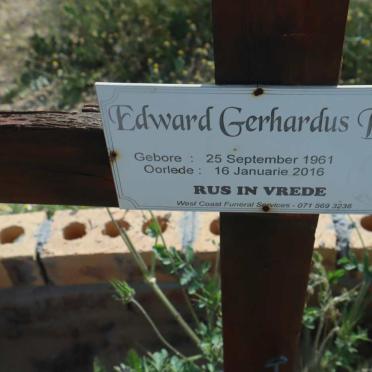 Edward Gerhardus
Gebore : 25 September 1961
Oorlede : 16 Januarie 2016
RUS IN VREDE
West Coast Funeral Services - 071 569 3236